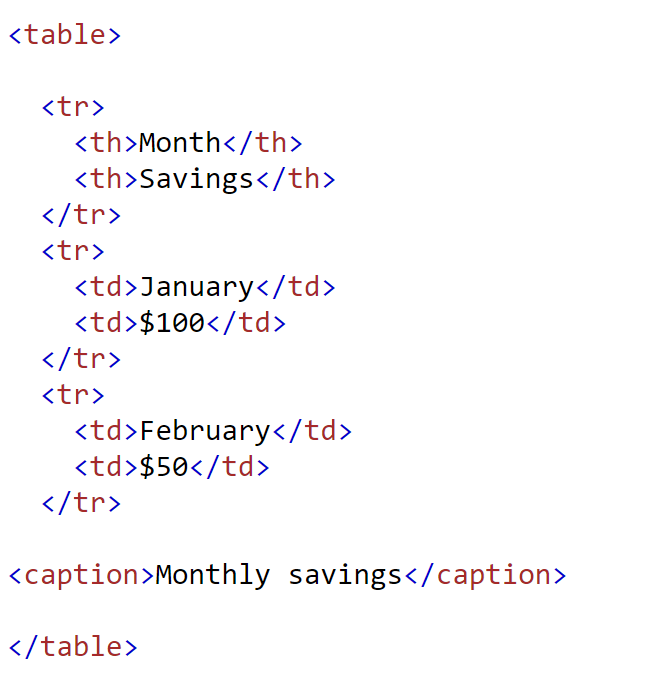 <table>
<tr>
<th>Month</th>
<th>Savings</th>
</tr>
<tr>
<td>January</td>
<td>$100</td>
</tr>
<tr>
<td>February</td>
<td>$50</td>
</tr>
<caption>Monthly savings</caption>
</table>